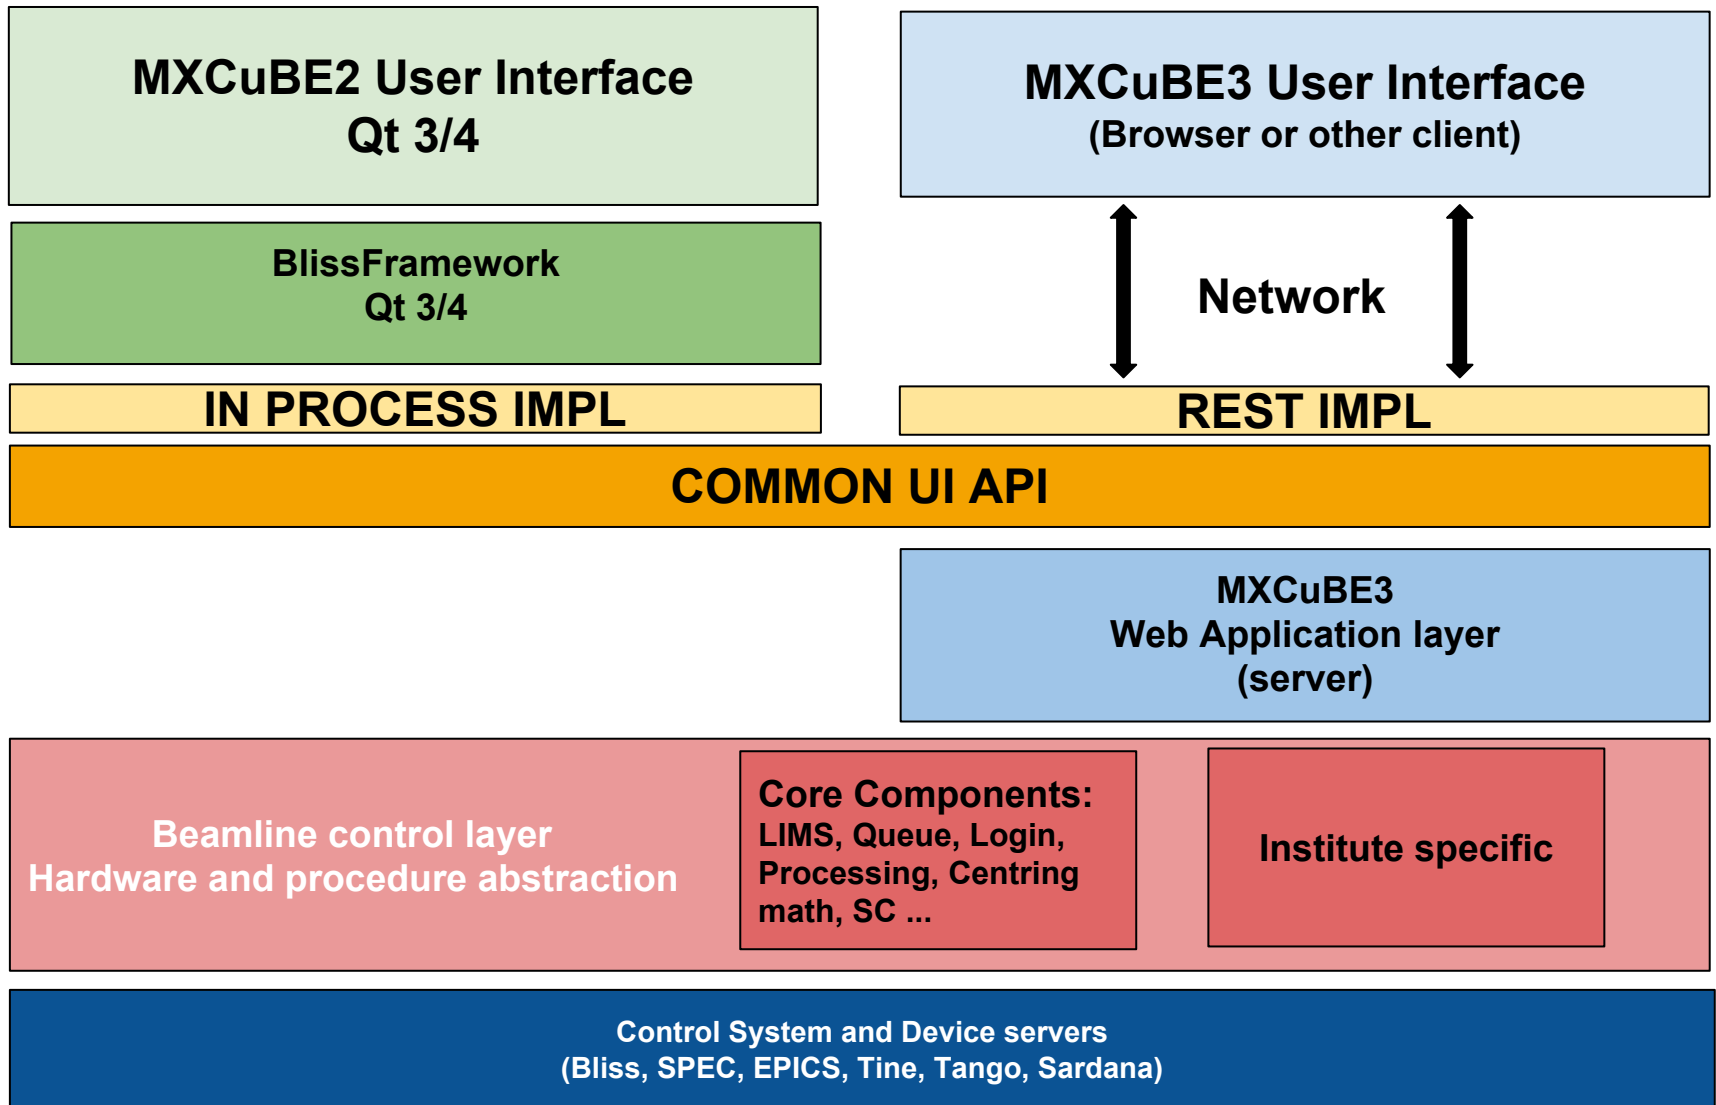 MXCuBE2 User Interface
Qt 3/4
MXCuBE3 User Interface
(Browser or other client)
BlissFramework
Qt 3/4
Network
IN PROCESS IMPL
REST IMPL
COMMON UI API
MXCuBE3
Web Application layer
(server)
Beamline control layer
Hardware and procedure abstraction
Core Components:
LIMS, Queue, Login,
Processing, Centring
math, SC ...
Institute specific
Control System and Device servers
(Bliss, SPEC, EPICS, Tine, Tango, Sardana)